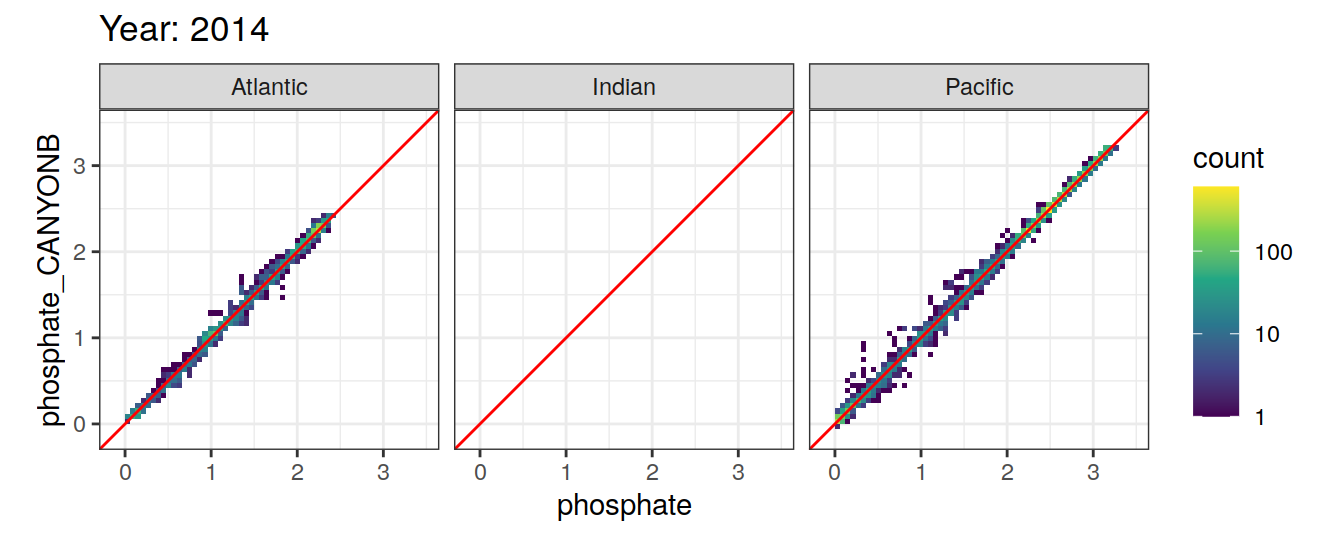 Year: 2014
Atlantic
Indian
Pacific
phosphate_CANYONB
3
2
1
0
0 1 2 3
0 1 2 3
0 1 2 3
phosphate
count
100
10
1